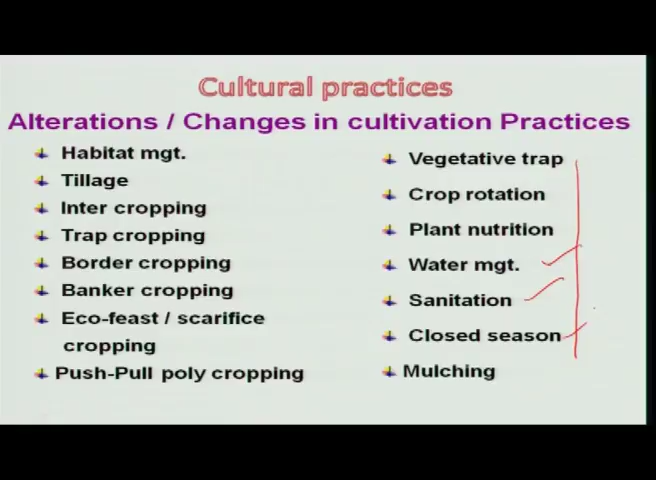 Cultural practices
Alterations / Changes in cultivation Practices
Habitat mgt.
Tillage
Inter cropping
Trap cropping
Border cropping
Banker cropping
Eco-feast / scarifice
cropping
Push-Pull poly cropping
Vegetative trap
Crop rotation
Plant nutrition
Water mgt.
Sanitation
Closed season
Mulching